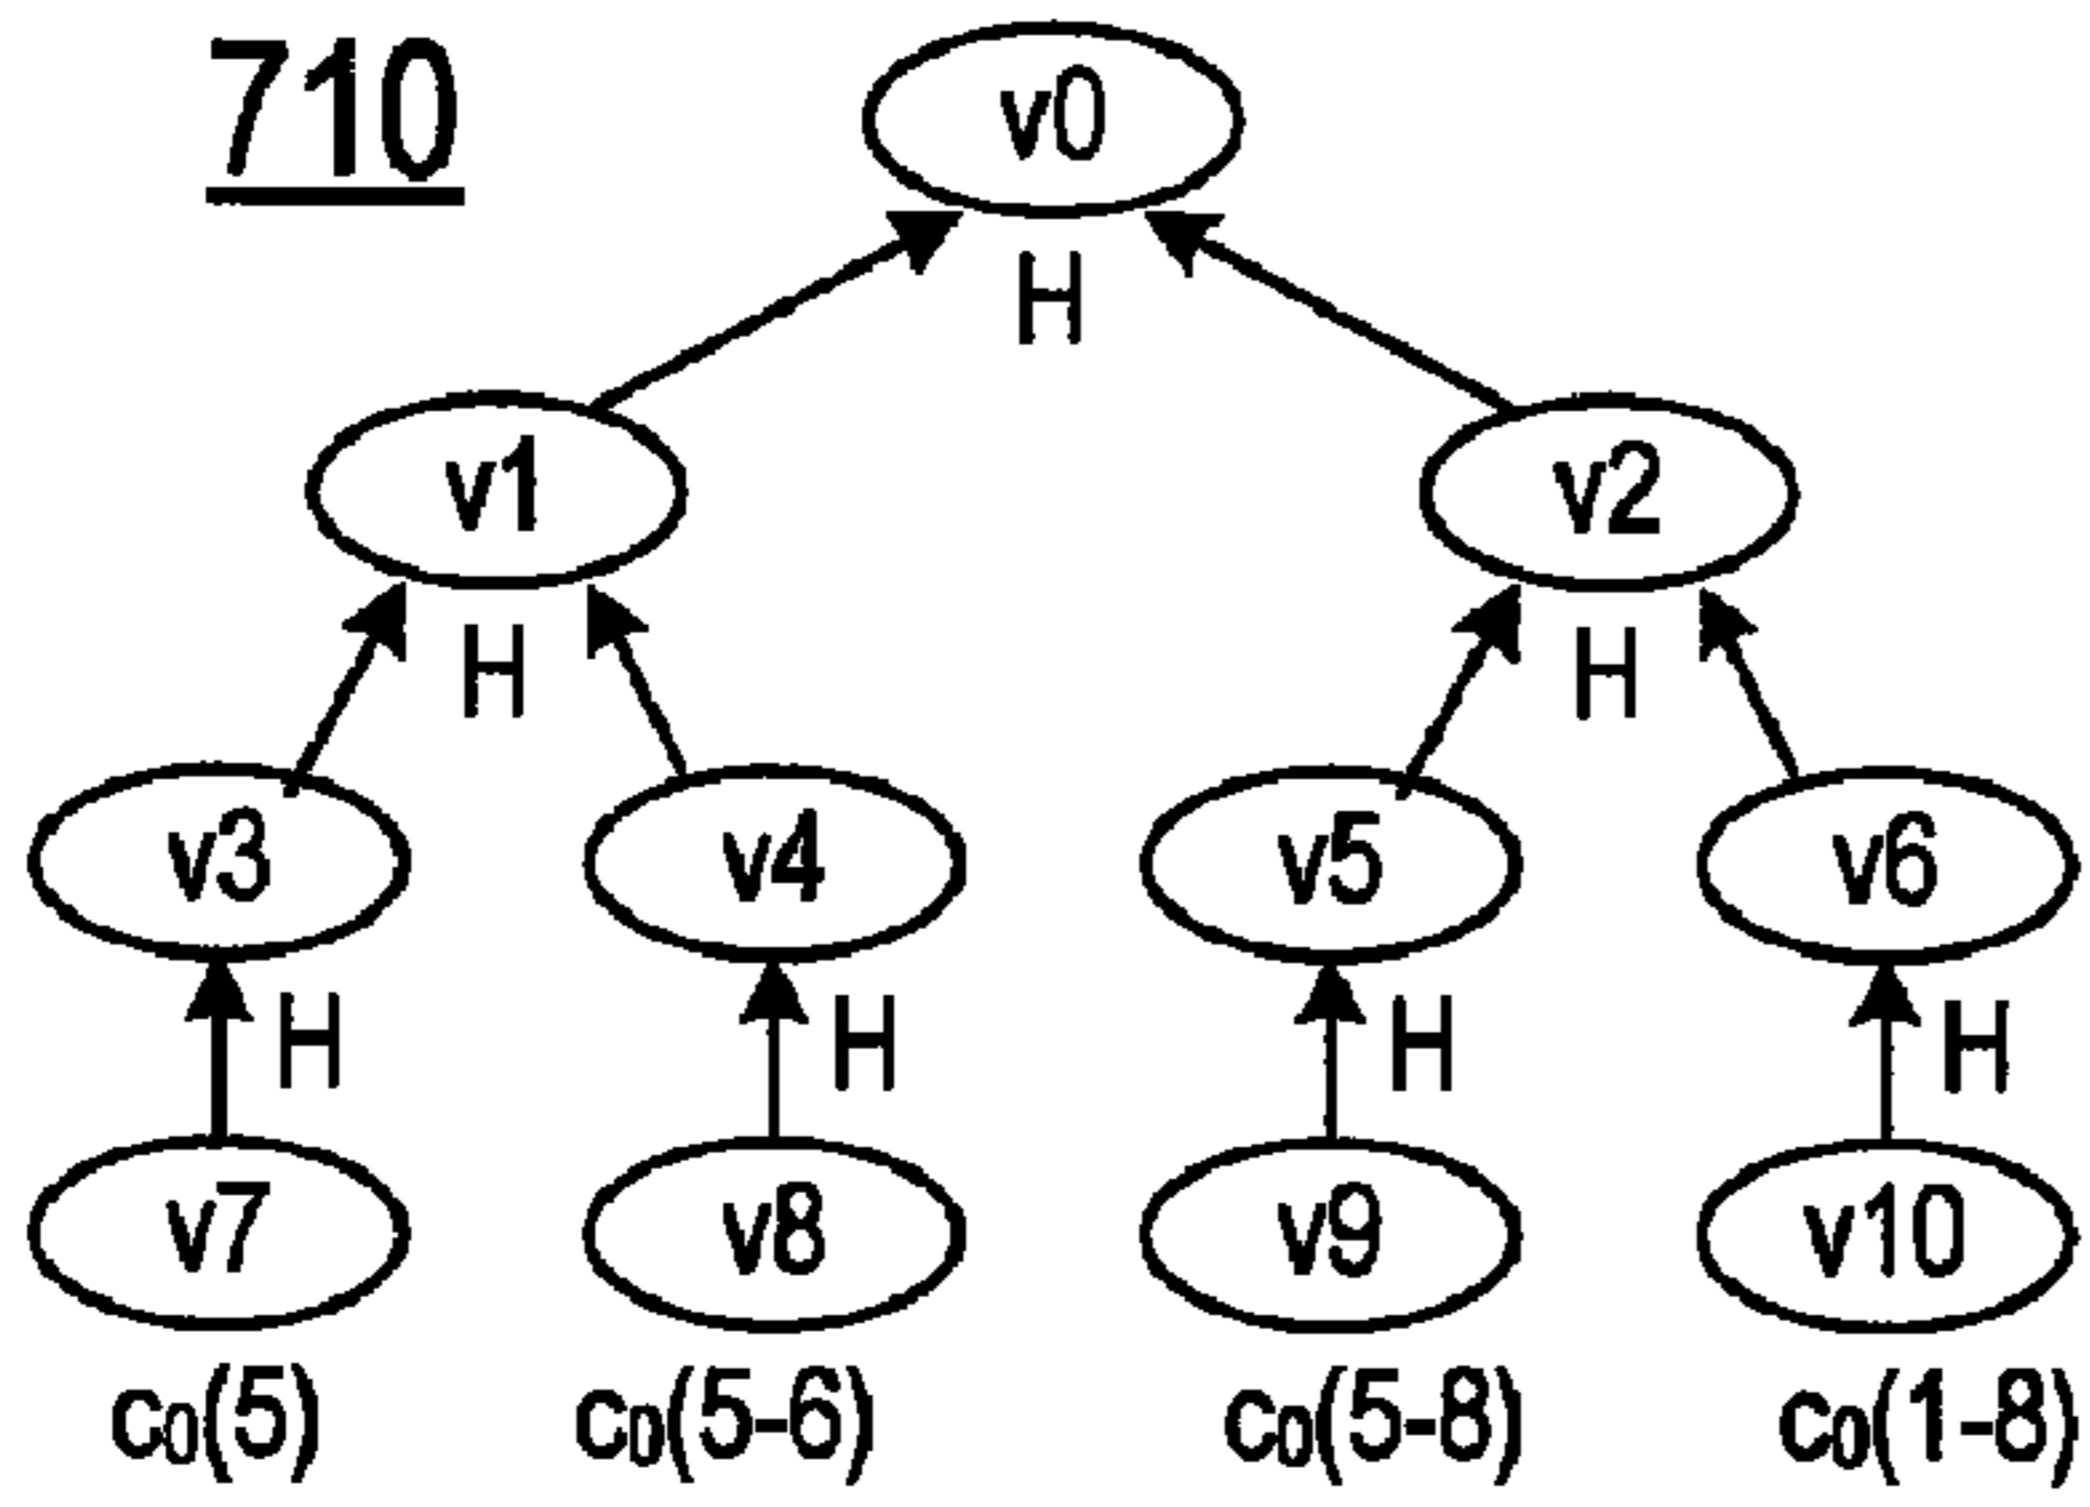 710
v0
H
v1 v2
H H
v3 v4 v5 v6
H H H H
v7 v8 v9 v10
c₀(5) c₀(5-6) c₀(5-8) c₀(1-8)